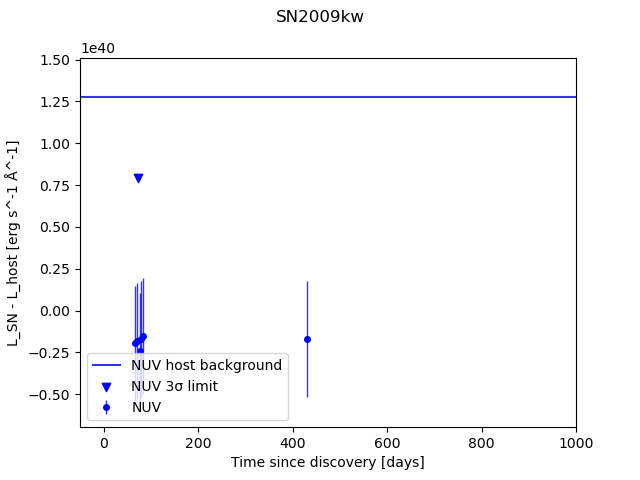 SN2009kw
1e40
1.50
1.25
1.00
0.75
0.50
0.25
0.00
−0.25
−0.50
L_SN - L_host [erg s^-1 Å^-1]
NUV host background
NUV 3σ limit
NUV
0 200 400 600 800 1000
Time since discovery [days]